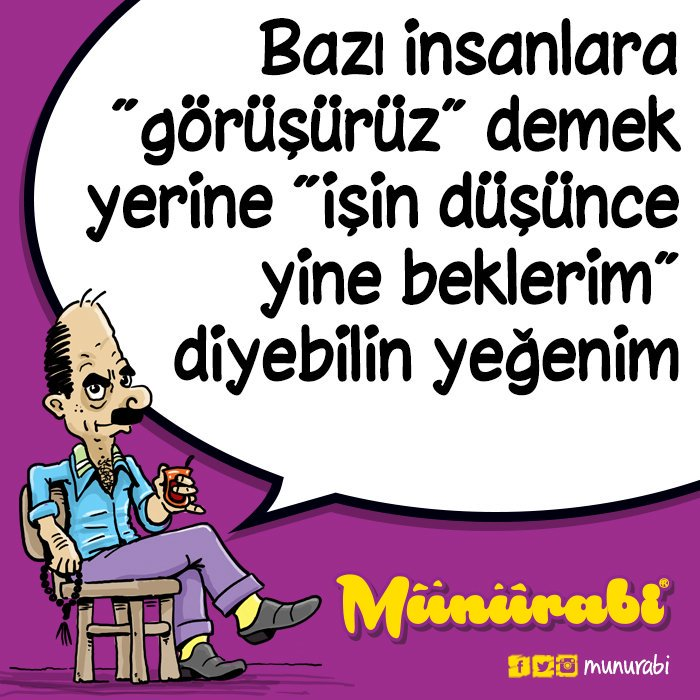 Bazı insanlara
"görüşürüz" demek
yerine "işin düşünce
yine beklerim"
diyebilin yeğenim
Münürabi®
munurabi